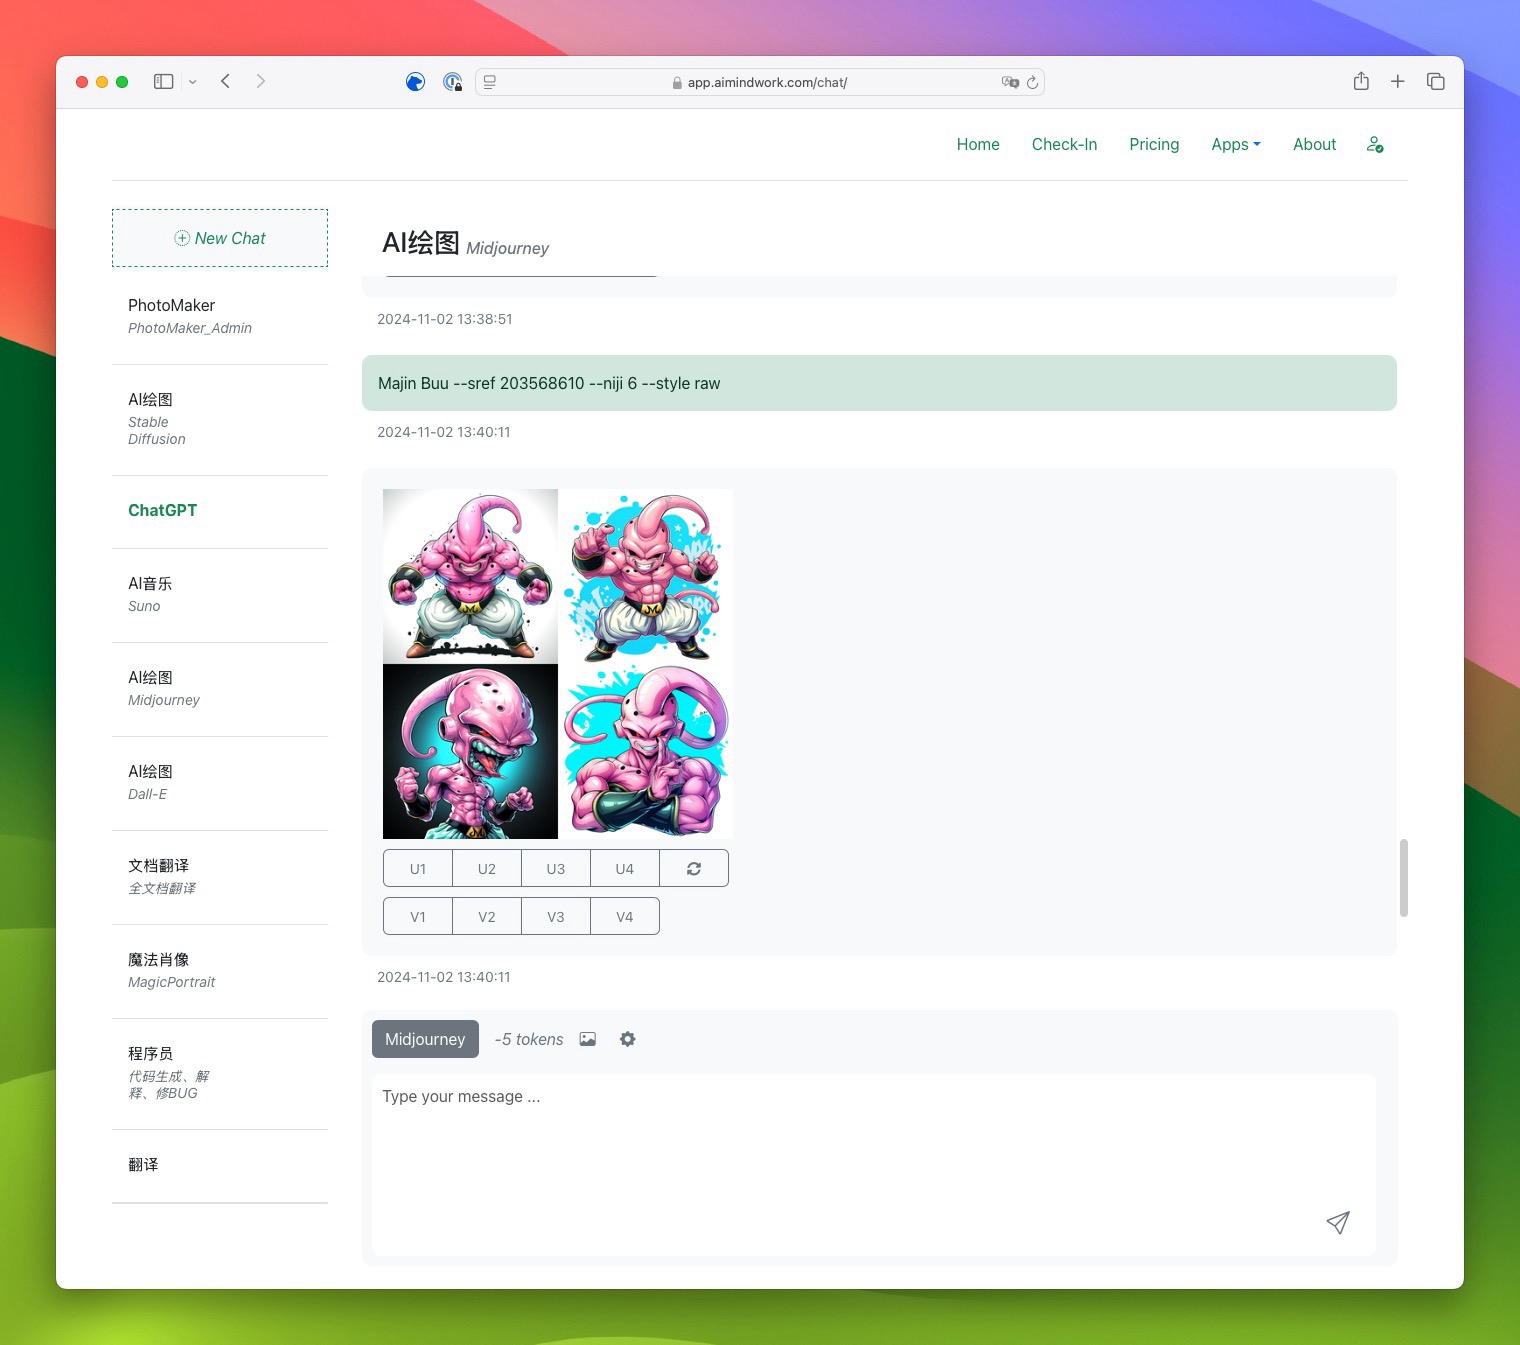 app.aimindwork.com/chat/
Home Check-In Pricing Apps About
New Chat
PhotoMaker
PhotoMaker_Admin
AI绘图
Stable
Diffusion
ChatGPT
AI音乐
Suno
AI绘图
Midjourney
AI绘图
Dall-E
文档翻译
全文档翻译
魔法肖像
MagicPortrait
程序员
代码生成、解
释、修BUG
翻译
AI绘图 Midjourney
2024-11-02 13:38:51
Majin Buu --sref 203568610 --niji 6 --style raw
2024-11-02 13:40:11
U1 U2 U3 U4
V1 V2 V3 V4
2024-11-02 13:40:11
Midjourney -5 tokens
Type your message ...